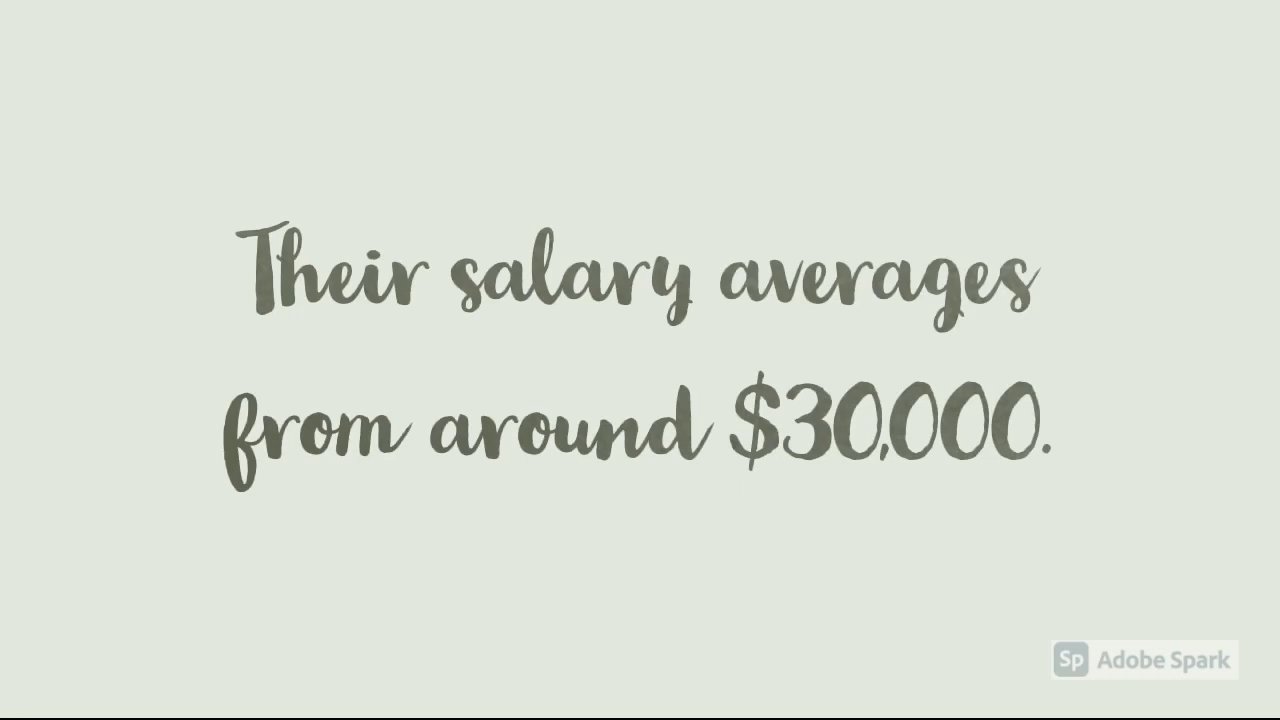 Their salary averages
from around $30,000.
Sp Adobe Spark